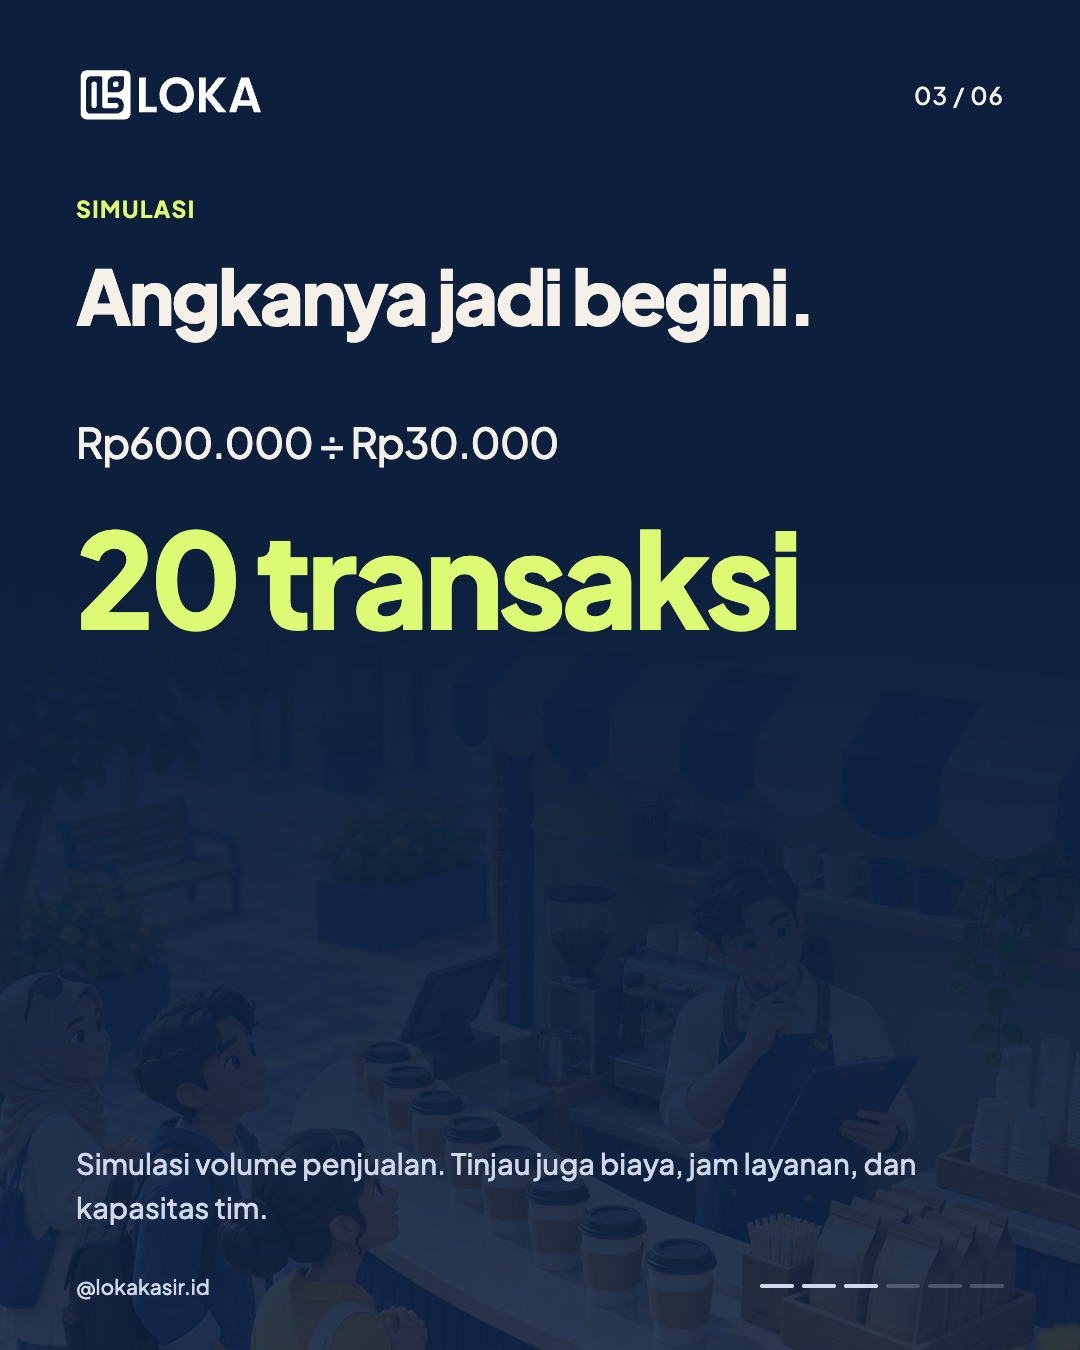 LOKA
03 / 06
SIMULASI
Angkanya jadi begini.
Rp600.000 ÷ Rp30.000
20 transaksi
Simulasi volume penjualan. Tinjau juga biaya, jam layanan, dan
kapasitas tim.
@lokakasir.id